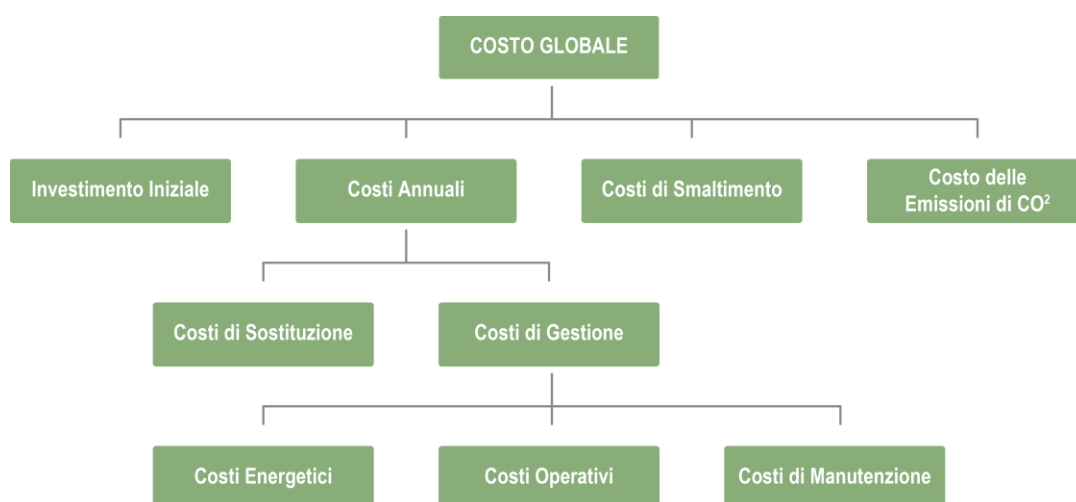 COSTO GLOBALE
Investimento Iniziale
Costi Annuali
Costi di Smaltimento
Costo delle
Emissioni di CO²
Costi di Sostituzione
Costi di Gestione
Costi Energetici
Costi Operativi
Costi di Manutenzione